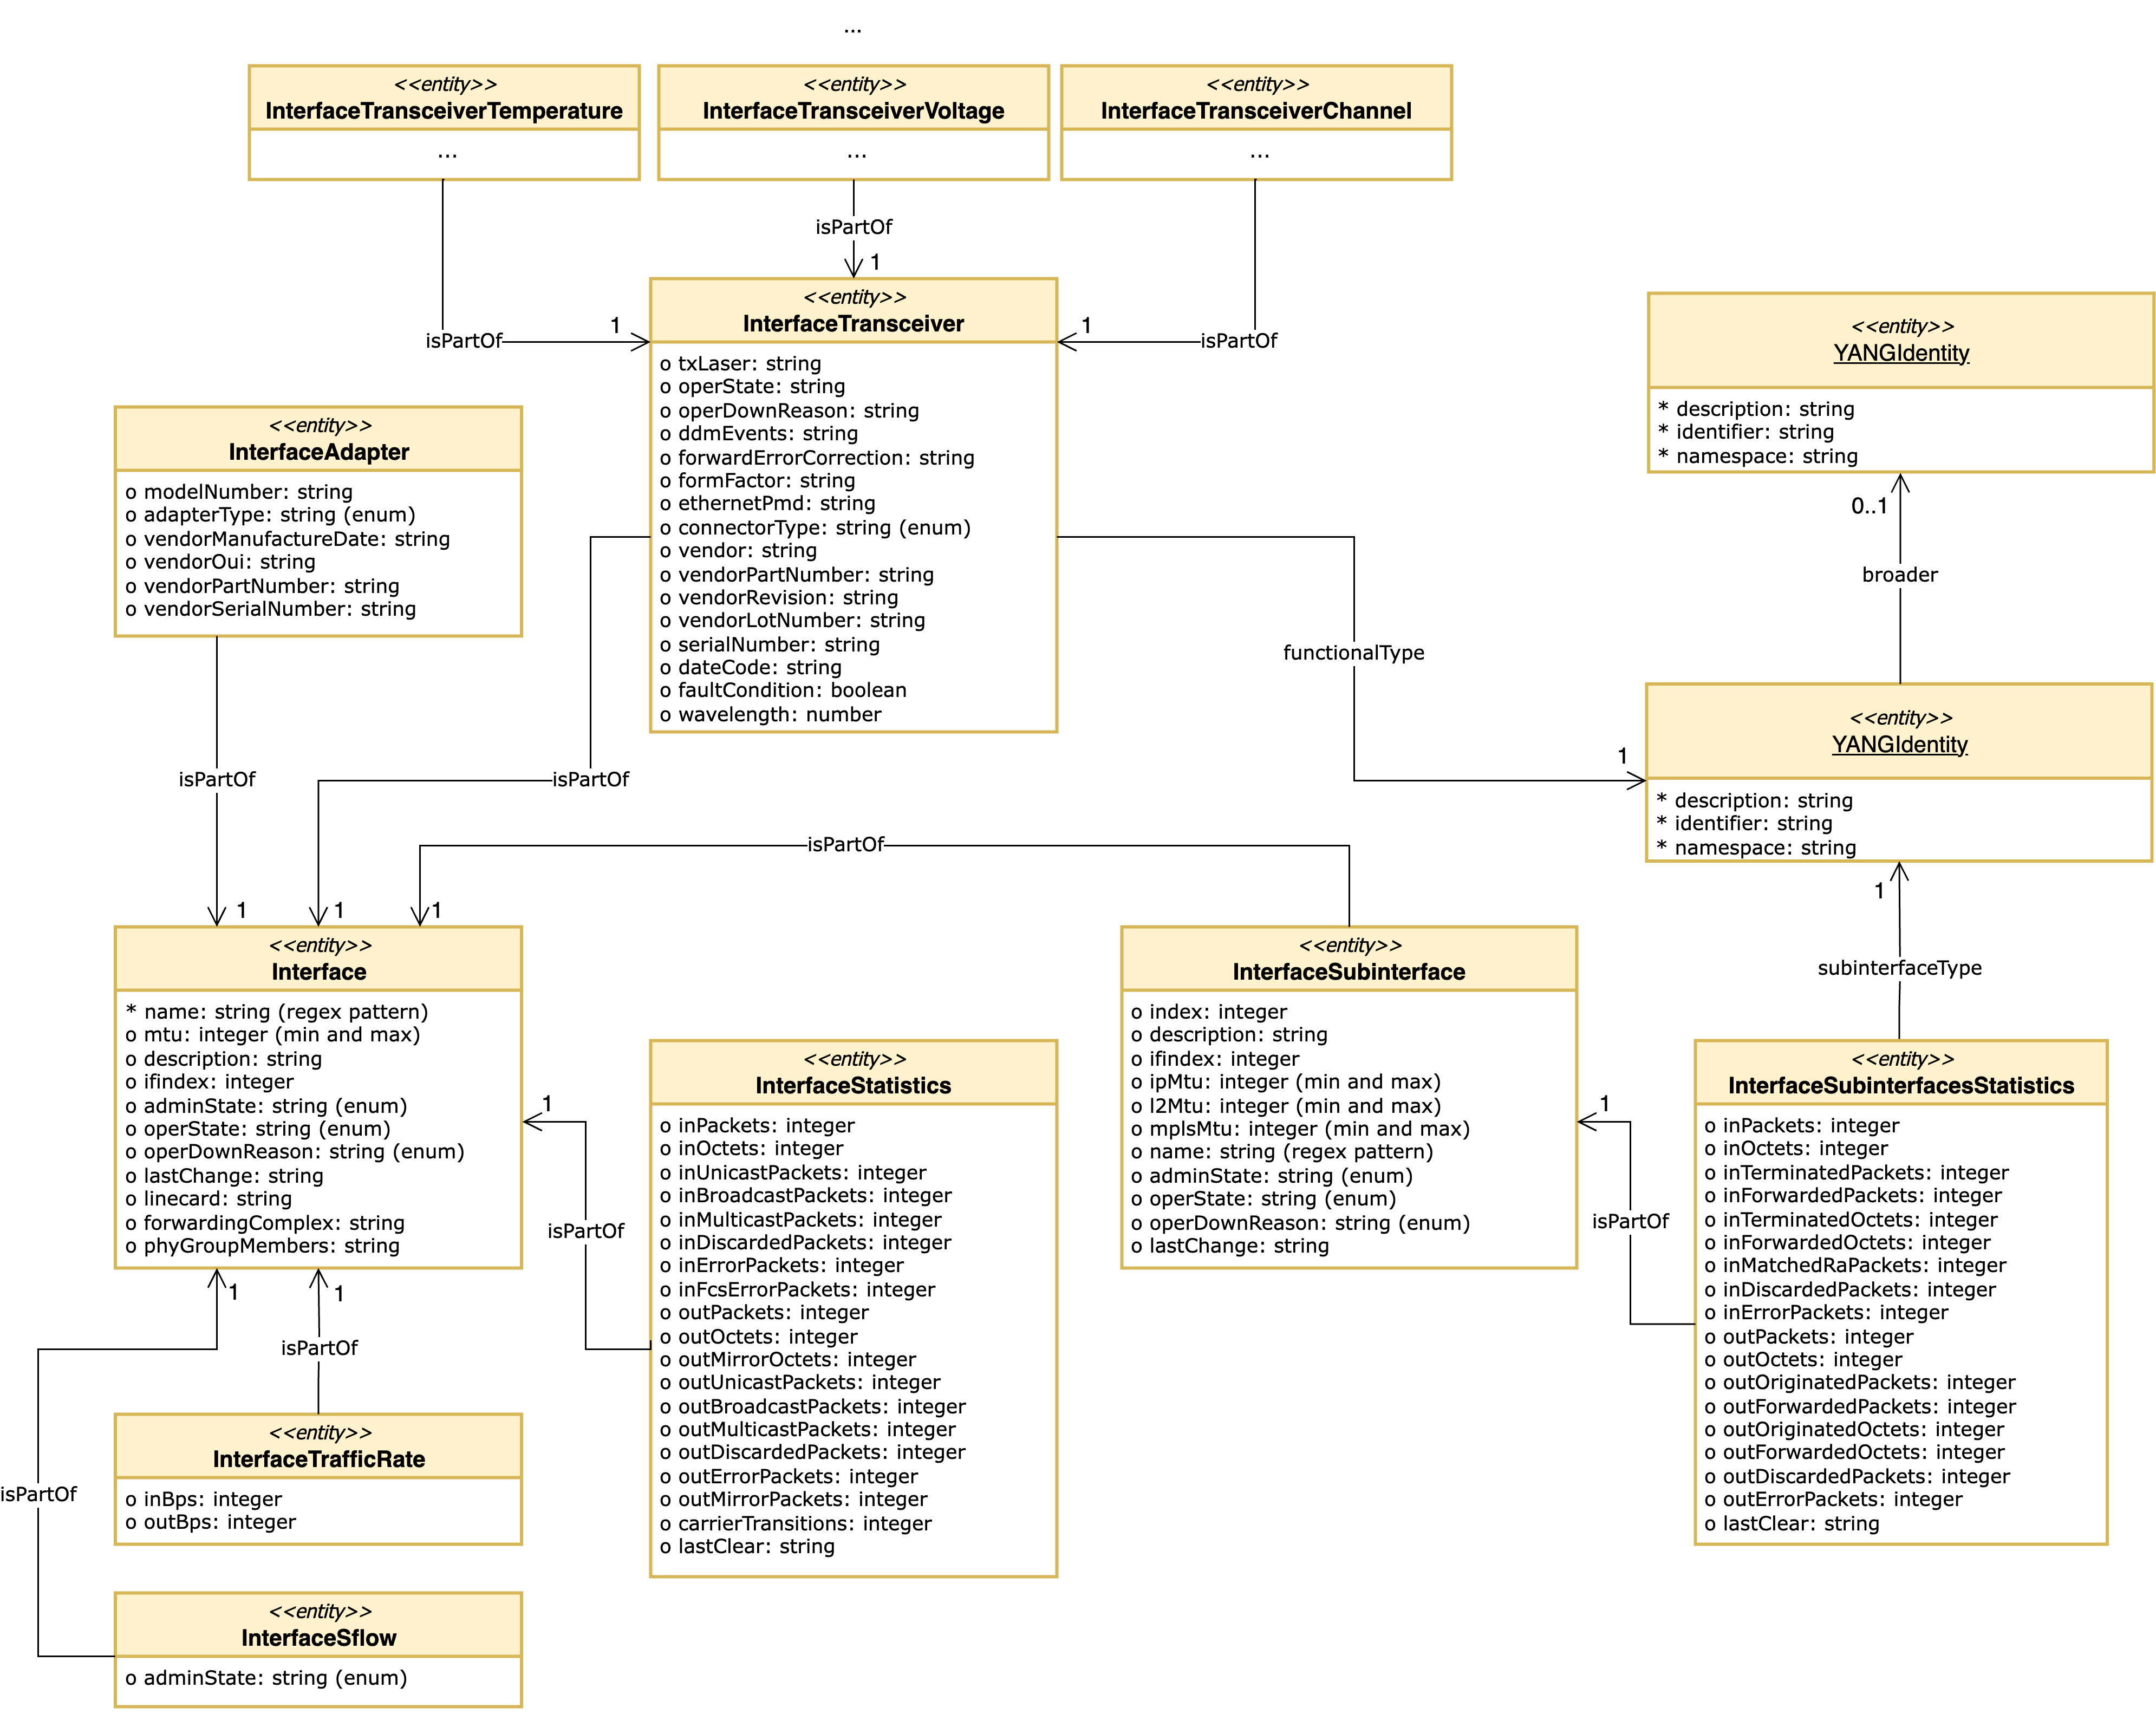 ...
<<entity>>
InterfaceTransceiverTemperature
...
<<entity>>
InterfaceTransceiverVoltage
...
<<entity>>
InterfaceTransceiverChannel
...
isPartOf
1
isPartOf
1
1
isPartOf
<<entity>>
InterfaceTransceiver
o txLaser: string
o operState: string
o operDownReason: string
o ddmEvents: string
o forwardErrorCorrection: string
o formFactor: string
o ethernetPmd: string
o connectorType: string (enum)
o vendor: string
o vendorPartNumber: string
o vendorRevision: string
o vendorLotNumber: string
o serialNumber: string
o dateCode: string
o faultCondition: boolean
o wavelength: number
<<entity>>
YANGIdentity
* description: string
* identifier: string
* namespace: string
0..1
broader
<<entity>>
InterfaceAdapter
o modelNumber: string
o adapterType: string (enum)
o vendorManufactureDate: string
o vendorOui: string
o vendorPartNumber: string
o vendorSerialNumber: string
functionalType
1
<<entity>>
YANGIdentity
* description: string
* identifier: string
* namespace: string
isPartOf
isPartOf
isPartOf
1
1
1
1
subinterfaceType
<<entity>>
Interface
* name: string (regex pattern)
o mtu: integer (min and max)
o description: string
o ifindex: integer
o adminState: string (enum)
o operState: string (enum)
o operDownReason: string (enum)
o lastChange: string
o linecard: string
o forwardingComplex: string
o phyGroupMembers: string
1
isPartOf
<<entity>>
InterfaceStatistics
o inPackets: integer
o inOctets: integer
o inUnicastPackets: integer
o inBroadcastPackets: integer
o inMulticastPackets: integer
o inDiscardedPackets: integer
o inErrorPackets: integer
o inFcsErrorPackets: integer
o outPackets: integer
o outOctets: integer
o outMirrorOctets: integer
o outUnicastPackets: integer
o outBroadcastPackets: integer
o outMulticastPackets: integer
o outDiscardedPackets: integer
o outErrorPackets: integer
o outMirrorPackets: integer
o carrierTransitions: integer
o lastClear: string
<<entity>>
InterfaceSubinterface
o index: integer
o description: string
o ifindex: integer
o ipMtu: integer (min and max)
o l2Mtu: integer (min and max)
o mplsMtu: integer (min and max)
o name: string (regex pattern)
o adminState: string (enum)
o operState: string (enum)
o operDownReason: string (enum)
o lastChange: string
1
isPartOf
<<entity>>
InterfaceSubinterfacesStatistics
o inPackets: integer
o inOctets: integer
o inTerminatedPackets: integer
o inForwardedPackets: integer
o inTerminatedOctets: integer
o inForwardedOctets: integer
o inMatchedRaPackets: integer
o inDiscardedPackets: integer
o inErrorPackets: integer
o outPackets: integer
o outOctets: integer
o outOriginatedPackets: integer
o outForwardedPackets: integer
o outOriginatedOctets: integer
o outForwardedOctets: integer
o outDiscardedPackets: integer
o outErrorPackets: integer
o lastClear: string
1
1
isPartOf
isPartOf
<<entity>>
InterfaceTrafficRate
o inBps: integer
o outBps: integer
<<entity>>
InterfaceSflow
o adminState: string (enum)